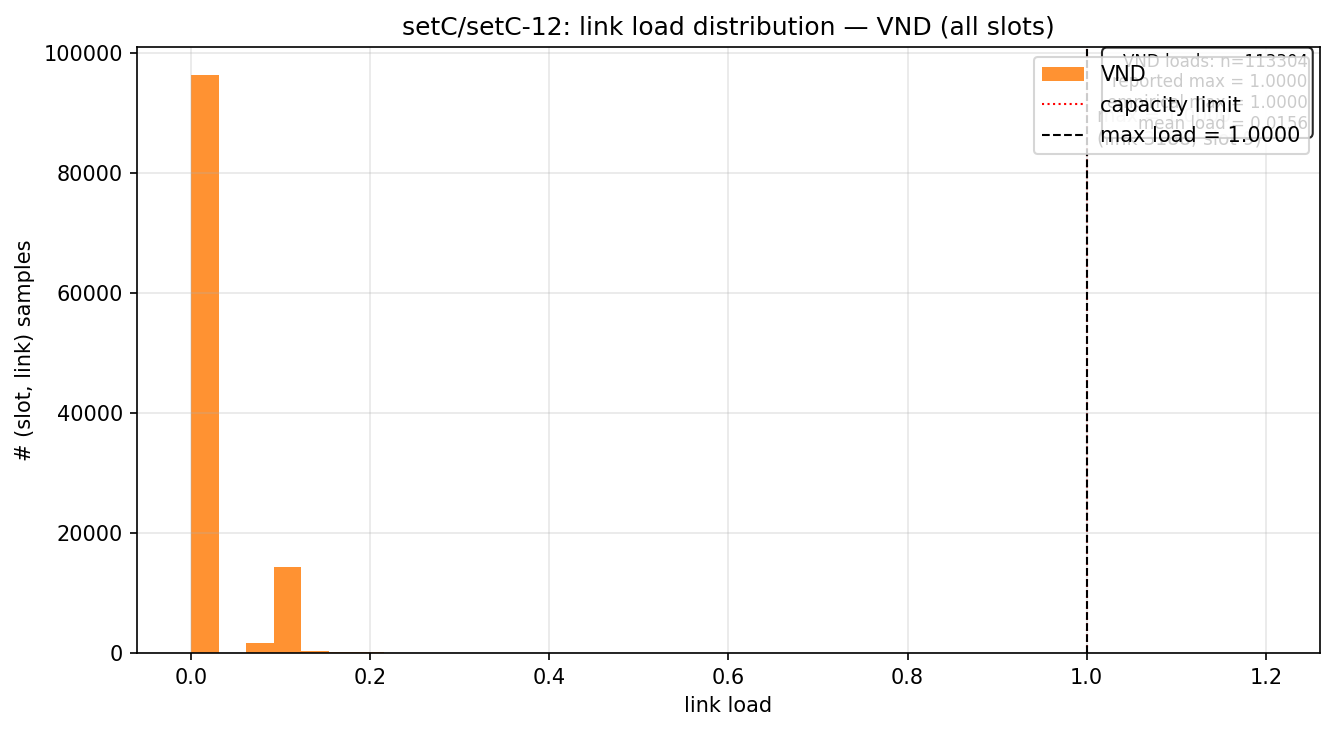 setC/setC-12: link load distribution — VND (all slots)
100000
80000
60000
40000
20000
0
# (slot, link) samples
VND loads: n=113304
reported max = 1.0000
max = 1.0000
mean load = 0.0156
VND
capacity limit
max load = 1.0000
0.0
0.2
0.4
0.6
0.8
1.0
1.2
link load